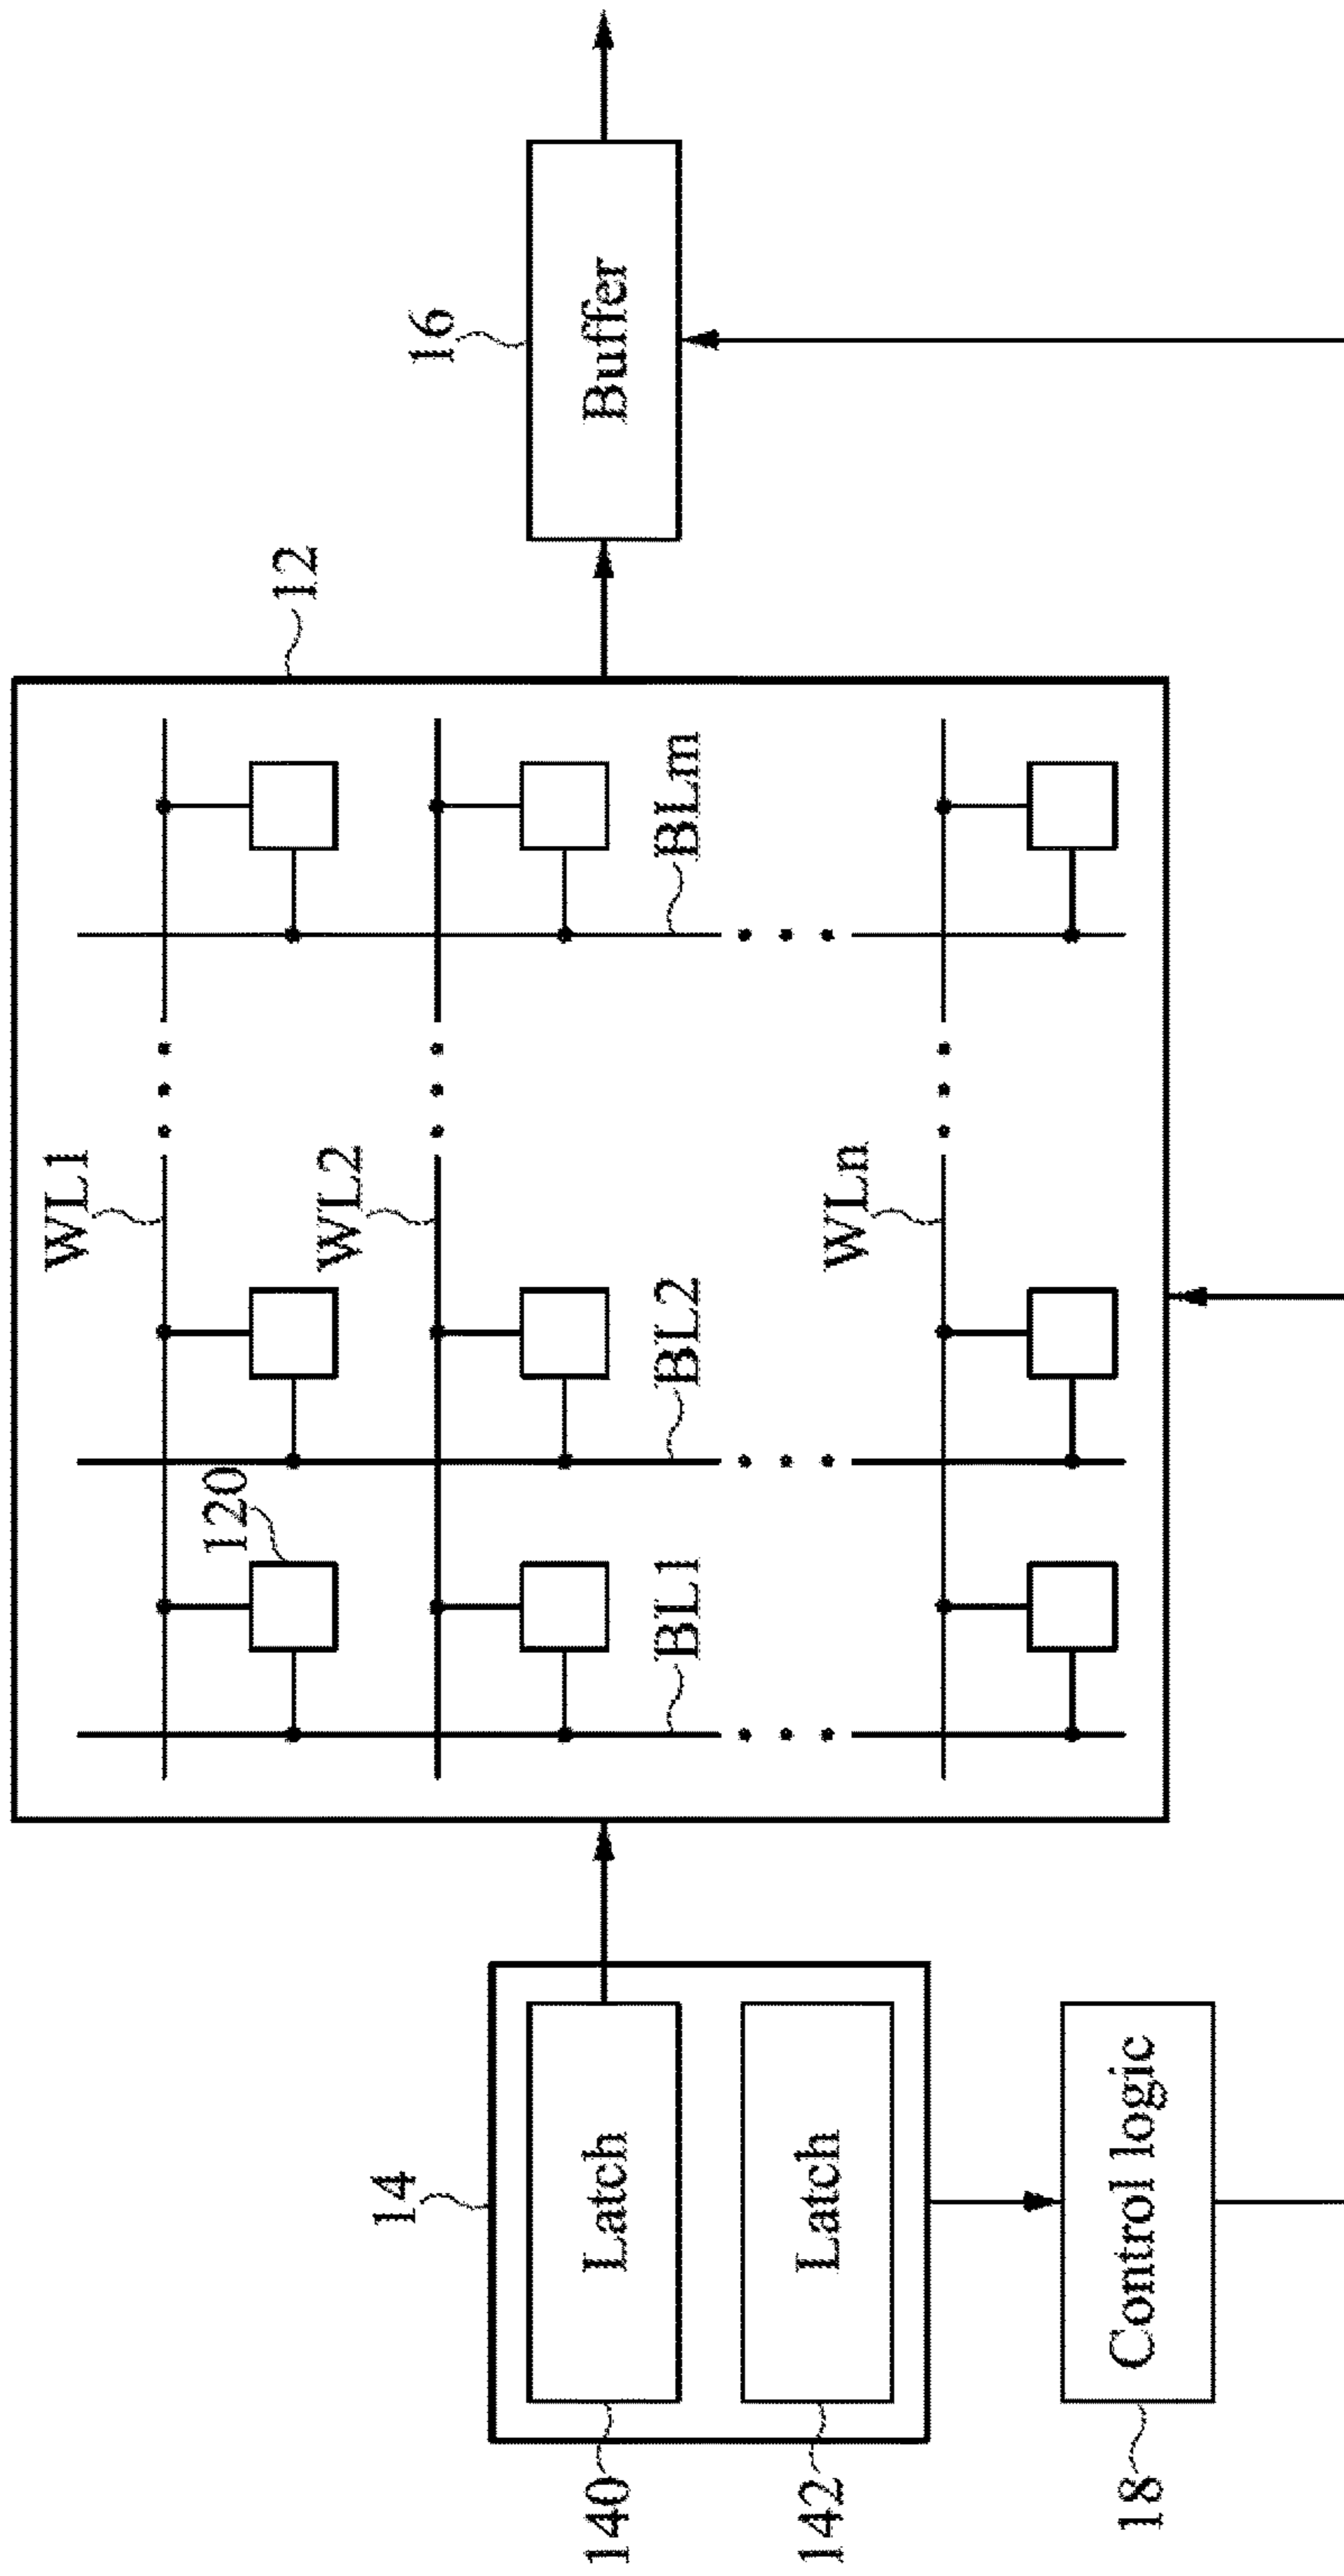 12
WL1
120
WL2
BL1
BL2
BLm
WLn
14
Latch
140
Latch
142
16
Buffer
Control logic
18